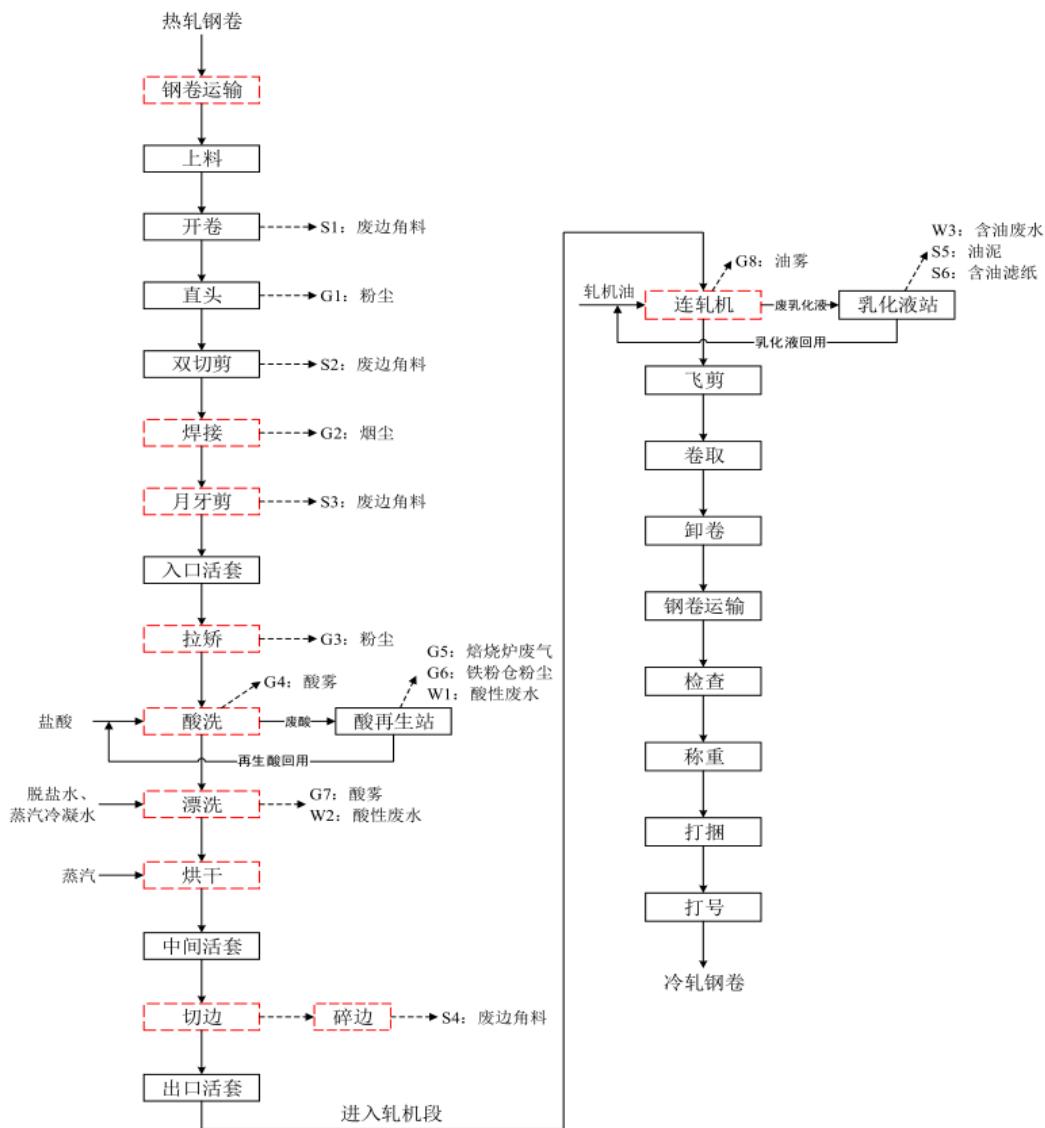 热轧钢卷
钢卷运输
上料
开卷
S1：废边角料
直头
G1：粉尘
双切剪
S2：废边角料
焊接
G2：烟尘
月牙剪
S3：废边角料
入口活套
拉矫
G3：粉尘
G5：焙烧炉废气
G6：铁粉仓粉尘
W1：酸性废水
G4：酸雾
盐酸
酸洗
废酸
酸再生站
再生酸回用
脱盐水、
蒸汽冷凝水
漂洗
G7：酸雾
W2：酸性废水
蒸汽
烘干
中间活套
切边
碎边
S4：废边角料
出口活套
进入轧机段
W3：含油废水
S5：油泥
S6：含油滤纸
G8：油雾
轧机油
连轧机
废乳化液
乳化液站
乳化液回用
飞剪
卷取
卸卷
钢卷运输
检查
称重
打捆
打号
冷轧钢卷